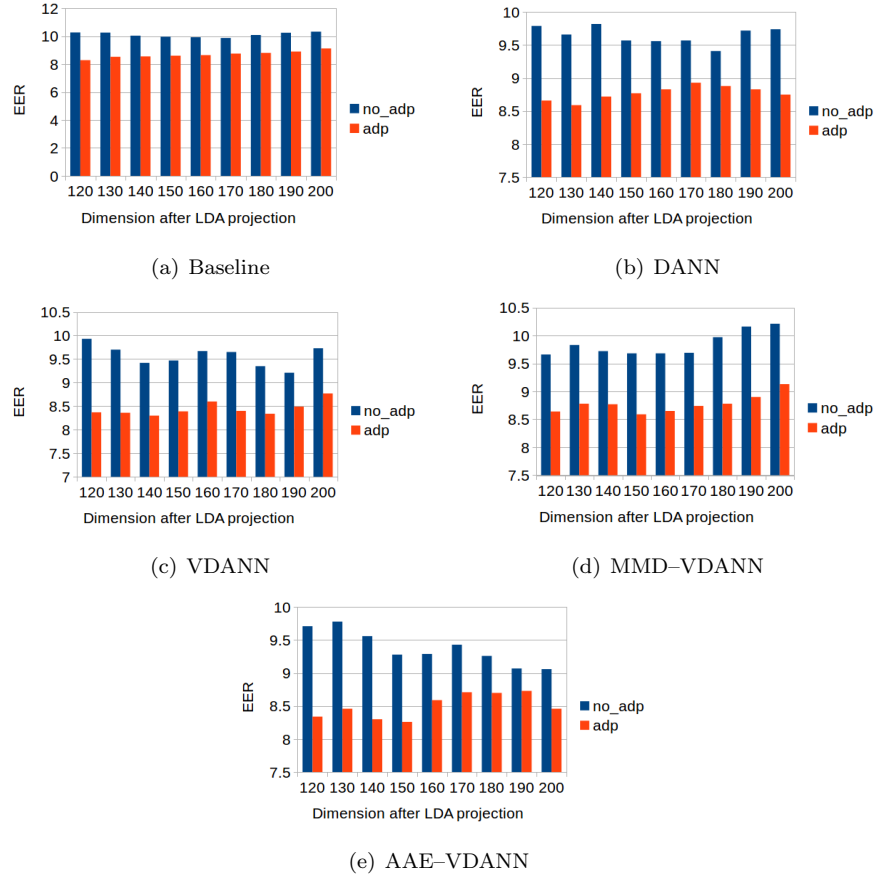 12
10
8
6
4
2
0
EER
120 130 140 150 160 170 180 190 200
Dimension after LDA projection
no_adp
adp
(a) Baseline
10
9.5
9
8.5
8
7.5
EER
120 130 140 150 160 170 180 190 200
Dimension after LDA projection
no_adp
adp
(b) DANN
10.5
10
9.5
9
8.5
8
7.5
7
EER
120 130 140 150 160 170 180 190 200
Dimension after LDA projection
no_adp
adp
(c) VDANN
10.5
10
9.5
9
8.5
8
7.5
EER
120 130 140 150 160 170 180 190 200
Dimension after LDA projection
no_adp
adp
(d) MMD–VDANN
10
9.5
9
8.5
8
7.5
EER
120 130 140 150 160 170 180 190 200
Dimension after LDA projection
no_adp
adp
(e) AAE–VDANN